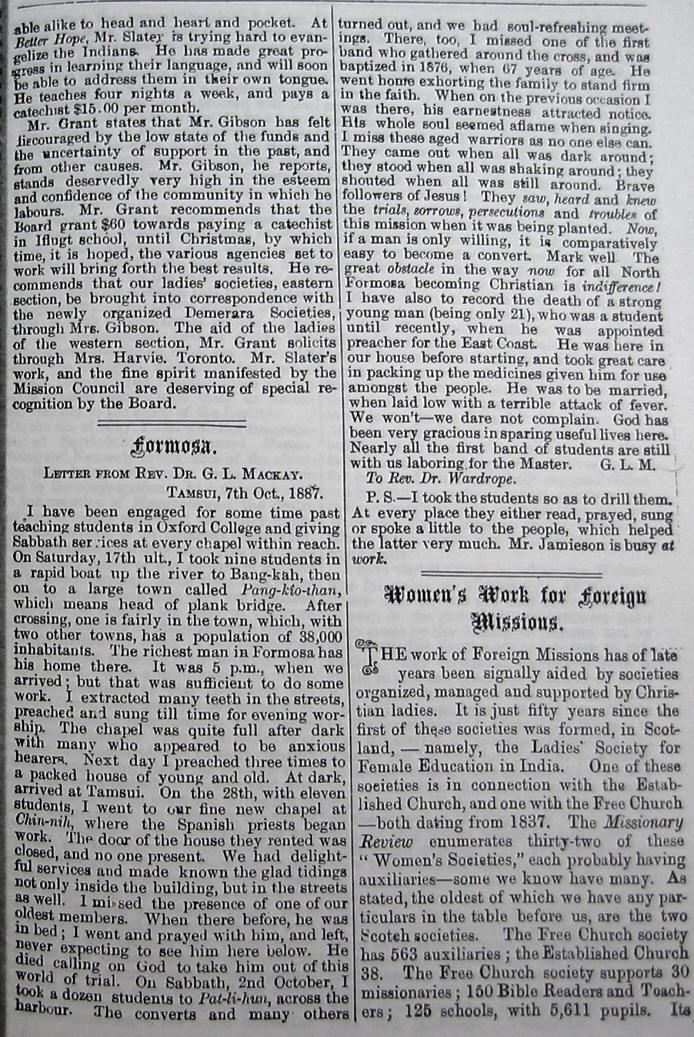 able alike to head and heart and pocket. At
Better Hope, Mr. Slater is trying hard to evan-
gelize the Indians. He has made great pro-
gress in learning their language, and will soon
be able to address them in their own tongue.
He teaches four nights a week, and pays a
catechist $15.00 per month.
Mr. Grant states that Mr. Gibson has felt
discouraged by the low state of the funds and
the uncertainty of support in the past, and
from other causes. Mr. Gibson, he reports,
stands deservedly very high in the esteem
and confidence of the community in which he
labours. Mr. Grant recommends that the
Board grant $60 towards paying a catechist
in Iflugt school, until Christmas, by which
time, it is hoped, the various agencies set to
work will bring forth the best results. He re-
commends that our ladies' societies, eastern
section, be brought into correspondence with
the newly organized Demerara Societies,
through Mrs. Gibson. The aid of the ladies
of the western section, Mr. Grant solicits
through Mrs. Harvie, Toronto. Mr. Slater's
work, and the fine spirit manifested by the
Mission Council are deserving of special re-
cognition by the Board.
Formosa.
LETTER FROM REV. DR. G. L. MACKAY.
TAMSUI, 7th Oct., 1887.
I have been engaged for some time past
teaching students in Oxford College and giving
Sabbath services at every chapel within reach.
On Saturday, 17th ult., I took nine students in
a rapid boat up the river to Bang-kah, then
on to a large town called Pang-kio-than,
which means head of plank bridge. After
crossing, one is fairly in the town, which, with
two other towns, has a population of 38,000
inhabitants. The richest man in Formosa has
his home there. It was 5 p.m., when we
arrived; but that was sufficient to do some
work. I extracted many teeth in the streets,
preached and sung till time for evening wor-
ship. The chapel was quite full after dark
with many who appeared to be anxious
hearers. Next day I preached three times to
a packed house of young and old. At dark,
arrived at Tamsui. On the 28th, with eleven
students, I went to our fine new chapel at
Chin-nih, where the Spanish priests began
work. The door of the house they rented was
closed, and no one present. We had delight-
ful services and made known the glad tidings
not only inside the building, but in the streets
as well. I missed the presence of one of our
oldest members. When there before, he was
in bed; I went and prayed with him, and left,
never expecting to see him here below. He
died calling on God to take him out of this
world of trial. On Sabbath, 2nd October, I
took a dozen students to Pat-li-hun, across the
harbour. The converts and many others
turned out, and we had soul-refreshing meet-
ings. There, too, I missed one of the first
band who gathered around the cross, and was
baptized in 1876, when 67 years of age. He
went home exhorting the family to stand firm
in the faith. When on the previous occasion I
was there, his earnestness attracted notice.
His whole soul seemed aflame when singing.
I miss these aged warriors as no one else can.
They came out when all was dark around;
they stood when all was shaking around; they
shouted when all was still around. Brave
followers of Jesus! They saw, heard and knew
the trials, sorrows, persecutions and troubles of
this mission when it was being planted. Now,
if a man is only willing, it is comparatively
easy to become a convert. Mark well. The
great obstacle in the way now for all North
Formosa becoming Christian is indifference!
I have also to record the death of a strong
young man (being only 21), who was a student
until recently, when he was appointed
preacher for the East Coast. He was here in
our house before starting, and took great care
in packing up the medicines given him for use
amongst the people. He was to be married,
when laid low with a terrible attack of fever.
We won't—we dare not complain. God has
been very gracious in sparing useful lives here.
Nearly all the first band of students are still
with us laboring for the Master. G. L. M.
To Rev. Dr. Wardrope.
P. S.—I took the students so as to drill them.
At every place they either read, prayed, sung
or spoke a little to the people, which helped
the latter very much. Mr. Jamieson is busy at
work.
Women's Work for Foreign
Missions.
THE work of Foreign Missions has of late
years been signally aided by societies
organized, managed and supported by Chris-
tian ladies. It is just fifty years since the
first of these societies was formed, in Scot-
land, — namely, the Ladies' Society for
Female Education in India. One of these
societies is in connection with the Estab-
lished Church, and one with the Free Church
—both dating from 1837. The Missionary
Review enumerates thirty-two of these
"Women's Societies," each probably having
auxiliaries—some we know have many. As
stated, the oldest of which we have any par-
ticulars in the table before us, are the two
Scotch societies. The Free Church society
has 563 auxiliaries; the Established Church
38. The Free Church society supports 30
missionaries; 150 Bible Readers and Teach-
ers; 125 schools, with 5,611 pupils. Its